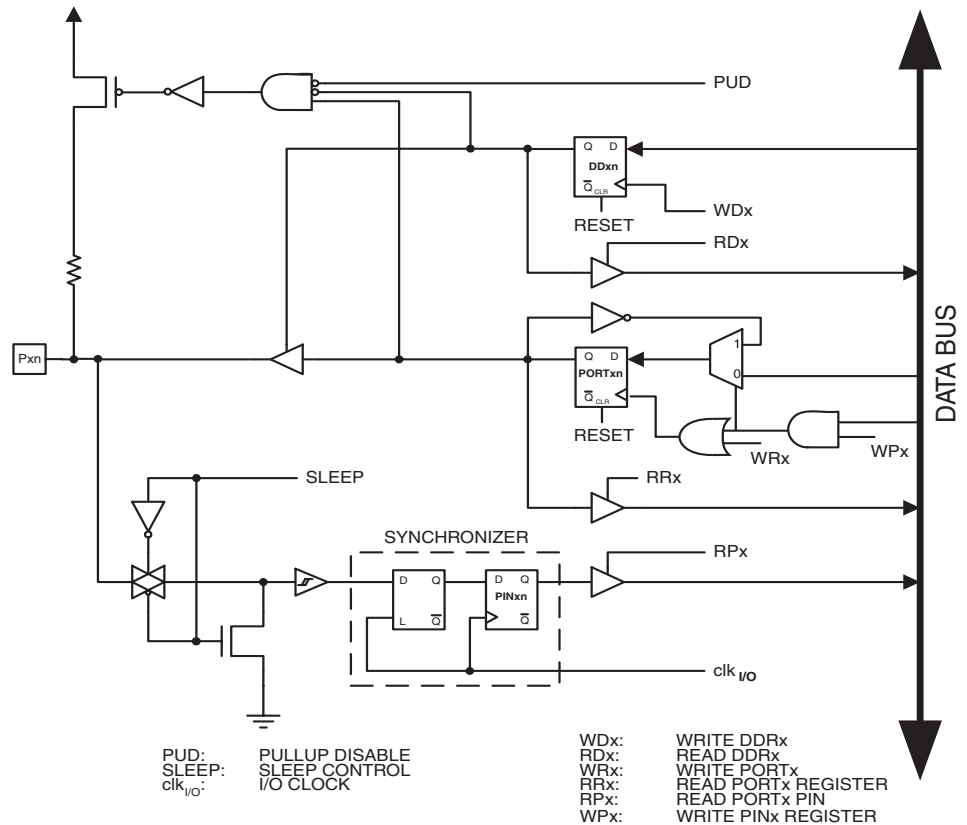 PUD
Q D
DDxn
Q CLR
WDx
RESET
RDx
DATA BUS
1
Pxn
Q D
0
PORTxn
Q CLR
RESET
WRx
WPx
SLEEP
RRx
SYNCHRONIZER
RPx
D Q
D Q
PINxn
L Q
Q
clk I/O
PUD: PULLUP DISABLE
SLEEP: SLEEP CONTROL
clkI/O: I/O CLOCK
WDx: WRITE DDRx
RDx: READ DDRx
WRx: WRITE PORTx
RRx: READ PORTx REGISTER
RPx: READ PORTx PIN
WPx: WRITE PINx REGISTER